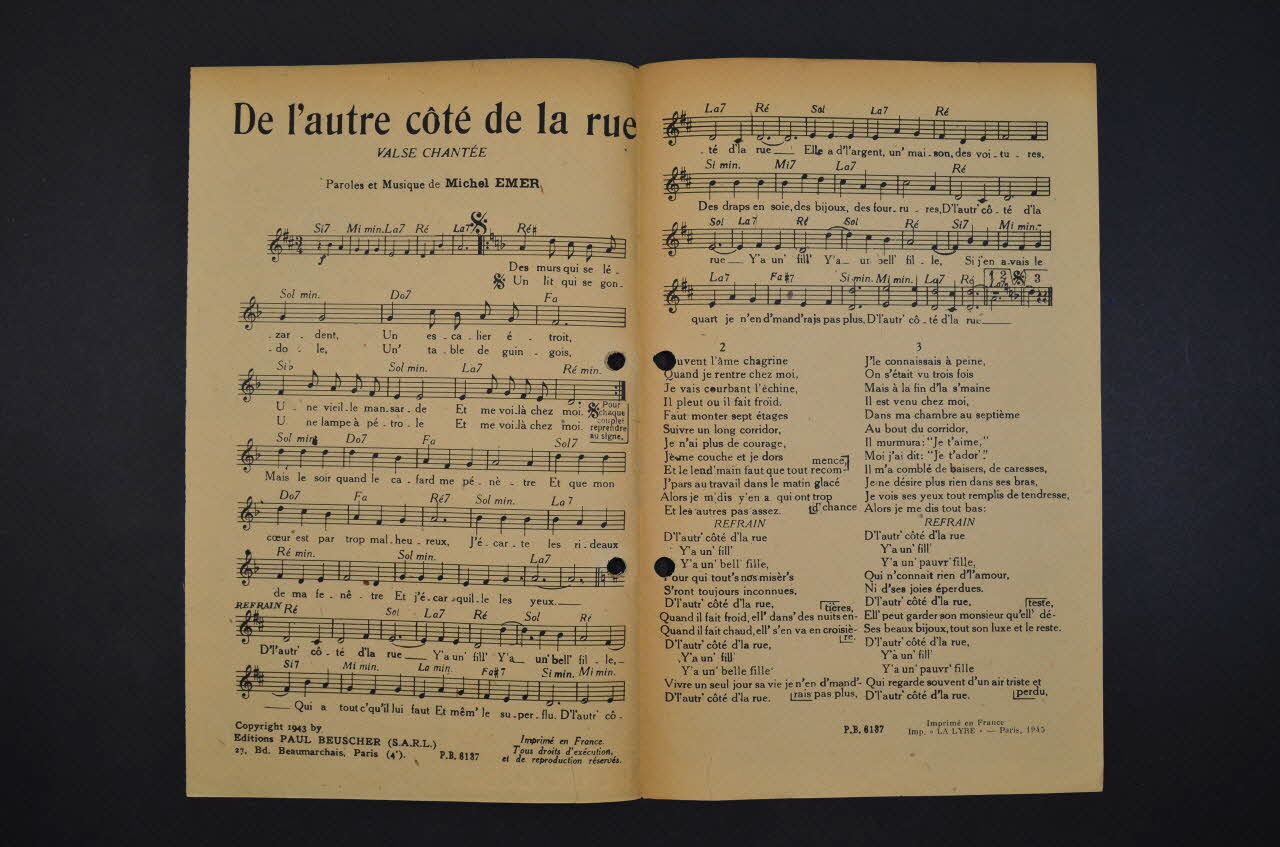 De l'autre côté de la rue
VALSE CHANTÉE
Paroles et Musique de Michel EMER
Si7 Mi min. La7 Ré La7 Ré#
Des murs qui se lé -
Un lit qui se gon -
Sol min. Do7 Fa
- zar - dent, Un es - ca - lier é - troit,
- do - le, Un' ta - ble de guin - gois,
Si♭ Sol min. La7 Ré min.
U - ne vieil - le man - sar - de Et me voi - là chez moi.
U - ne lampe à pé - tro - le Et me voi - là chez moi.
Pour
chaque
couplet
reprendre
au signe.
Sol min Do7 Fa Sol7
Mais le soir quand le ca - fard me pé - nè - tre Et que mon
Do7 Fa Ré7 Sol min. La 7
cœur est par trop mal - heu - reux, J'é - car - te les ri - deaux
Ré min. Sol min. La7
de ma fe - nê - tre Et j'é - car - quil - le les yeux.
REFRAIN Ré Sol La7 Ré Sol Ré
D'l'autr' cô - té d'la rue Y'a un' fill' Y'a un' bell' fil - le,
Si7 Mi min. La min. Fa#7 Si min. Mi min.
Qui a tout c'qu'il lui faut Et mêm' le su - per - flu. D'l'autr' cô -
Copyright 1943 by
Editions PAUL BEUSCHER (S.A.R.L.)
27, Bd. Beaumarchais, Paris (4e). P.B. 6187
Imprimé en France.
Tous droits d'exécution,
et de reproduction réservés.
La7 Ré Sol La7 Ré
- té d'la rue Elle a d'l'argent, un' mai - son, des voi - tu - res,
Si min. Mi7 La7 Ré
Des draps en soie, des bijoux, des four - ru - res, D'l'autr' cô - té d'la
Sol La7 Ré Sol Ré Si7 Mi min.
rue Y'a un' fill' Y'a un bell' fil - le, Si j'en a - vais le
La7 Fa#7 Si min. Mi min. La7 Ré 1 2 3
La7
quart je n'en d'mand'rais pas plus, D'l'autr' cô - té d'la rue
2
ouvent l'âme chagrine
Quand je rentre chez moi,
Je vais courbant l'échine,
Il pleut ou il fait froid.
Faut monter sept étages
Suivre un long corridor,
Je n'ai plus de courage,
Je me couche et je dors
mence,
Et le lend'main faut que tout recom-
J'pars au travail dans le matin glacé
Alors je m'dis y'en a qui ont trop
Et les autres pas assez. d'chance
REFRAIN
D'l'autr' côté d'la rue
Y'a un' fill'
Y'a un' bell' fille,
Pour qui tout's nos misèr's
S'ront toujours inconnues,
D'l'autr' côté d'la rue, tières,
Quand il fait froid, ell' dans' des nuits en-
Quand il fait chaud, ell' s'en va en croisiè-
D'l'autr' côté d'la rue, re.
Y'a un' fill'
Y'a un' belle fille
Vivre un seul jour sa vie je n'en d'mand'-
D'l'autr' côté d'la rue. rais pas plus,
3
J'le connaissais à peine,
On s'était vu trois fois
Mais à la fin d'la s'maine
Il est venu chez moi,
Dans ma chambre au septième
Au bout du corridor,
Il murmura: "Je t'aime,"
Moi j'ai dit: "Je t'ador'."
Il m'a comblé de baisers, de caresses,
Je ne désire plus rien dans ses bras,
Je vois ses yeux tout remplis de tendresse,
Alors je me dis tout bas:
REFRAIN
D'l'autr' côté d'la rue
Y'a un' fill'
Y'a un' pauvr' fille,
Qui n'connait rien d'l'amour,
Ni d'ses joies éperdues.
D'l'autr' côté d'la rue, teste,
Ell' peut garder son monsieur qu'ell' dé-
Ses beaux bijoux, tout son luxe et le reste.
D'l'autr' côté d'la rue,
Y'a un' fill'
Y'a un' pauvr' fille
Qui regarde souvent d'un air triste et
D'l'autr' côté d'la rue. perdu,
P.B. 6187
Imprimé en France
Imp. « LA LYRE » — Paris, 1945